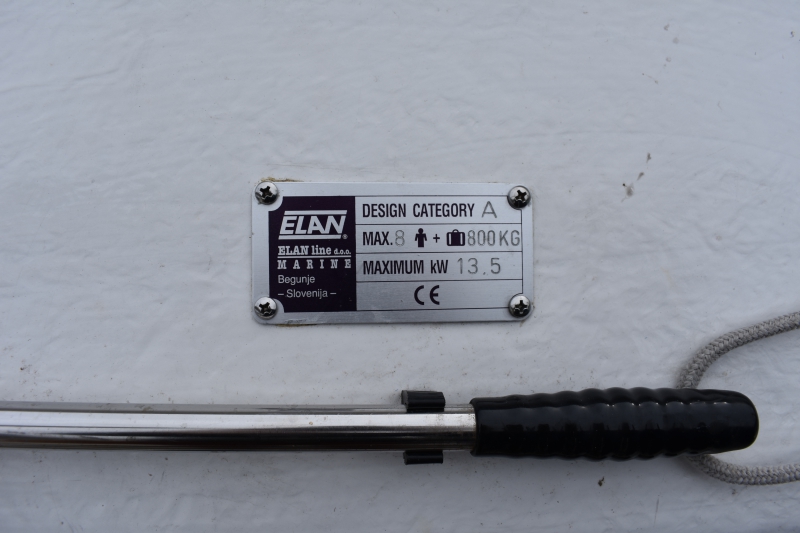 ELAN®
ELAN line d.o.o.
MARINE
Begunje
– Slovenija –
DESIGN CATEGORY A
MAX. 8 + 800 KG
MAXIMUM kW 13.5
CE